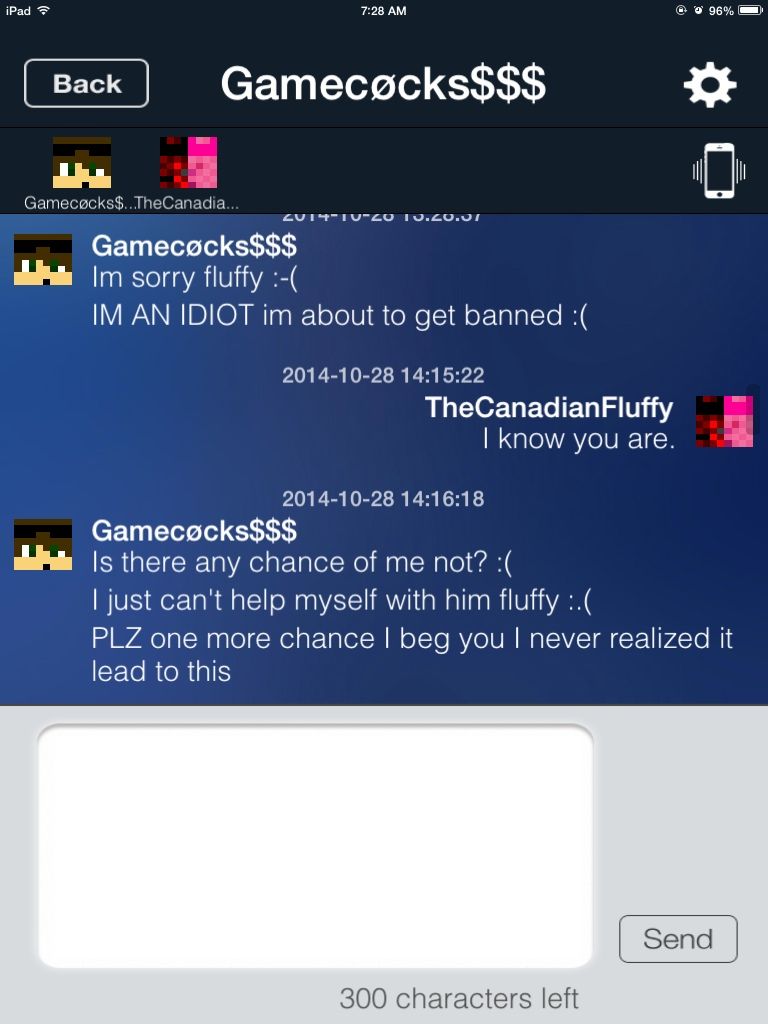 iPad
7:28 AM
96%
Back
Gamecøcks$$$
Gamecøcks$...
TheCanadia...
2014-10-28 13:28:37
Gamecøcks$$$
Im sorry fluffy :-(
IM AN IDIOT im about to get banned :(
2014-10-28 14:15:22
TheCanadianFluffy
I know you are.
2014-10-28 14:16:18
Gamecøcks$$$
Is there any chance of me not? :(
I just can't help myself with him fluffy :.(
PLZ one more chance I beg you I never realized it
lead to this
Send
300 characters left